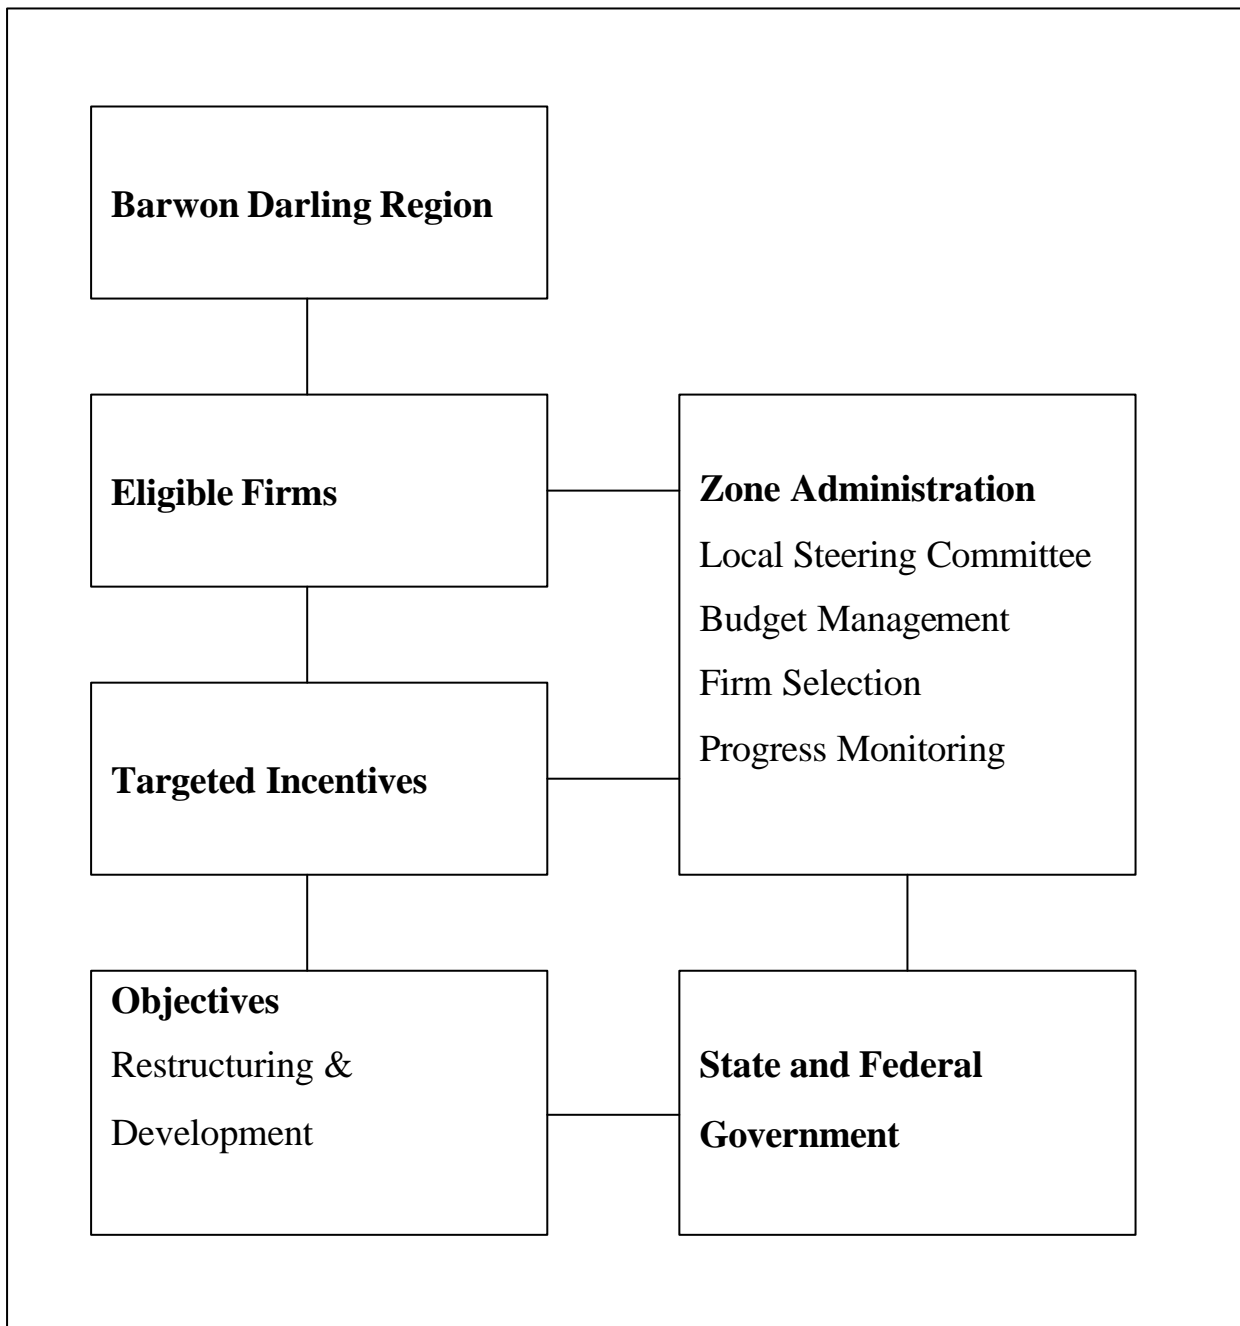 Barwon Darling Region
Eligible Firms
Zone Administration
Local Steering Committee
Budget Management
Firm Selection
Progress Monitoring
Targeted Incentives
Objectives
Restructuring &
Development
State and Federal
Government